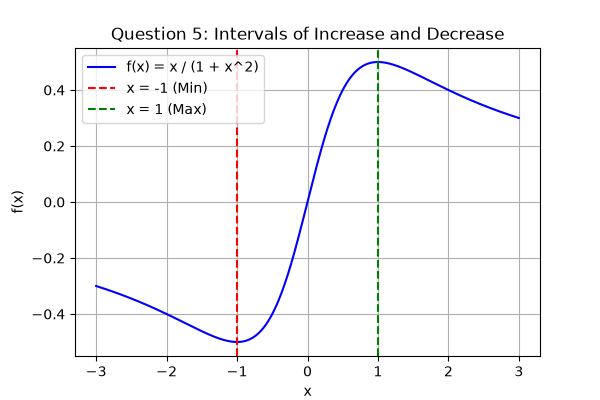 Question 5: Intervals of Increase and Decrease
f(x) = x / (1 + x^2)
x = -1 (Min)
x = 1 (Max)
0.4
0.2
0.0
−0.2
−0.4
f(x)
−3 −2 −1 0 1 2 3
x